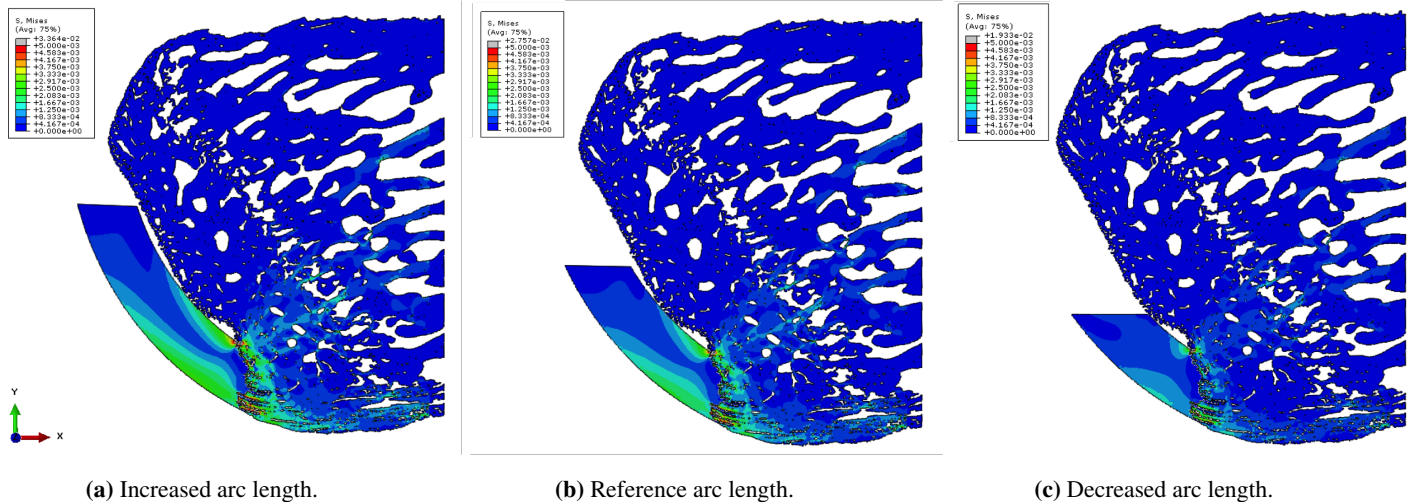 S, Mises
(Avg: 75%)
+3.364e-02
+5.000e-03
+4.583e-03
+4.167e-03
+3.750e-03
+3.333e-03
+2.917e-03
+2.500e-03
+2.083e-03
+1.667e-03
+1.250e-03
+8.333e-04
+4.167e-04
+0.000e+00
Y
X
S, Mises
(Avg: 75%)
+2.757e-02
+5.000e-03
+4.583e-03
+4.167e-03
+3.750e-03
+3.333e-03
+2.917e-03
+2.500e-03
+2.083e-03
+1.667e-03
+1.250e-03
+8.333e-04
+4.167e-04
+0.000e+00
S, Mises
(Avg: 75%)
+1.933e-02
+5.000e-03
+4.583e-03
+4.167e-03
+3.750e-03
+3.333e-03
+2.917e-03
+2.500e-03
+2.083e-03
+1.667e-03
+1.250e-03
+8.333e-04
+4.167e-04
+0.000e+00
(a) Increased arc length.
(b) Reference arc length.
(c) Decreased arc length.